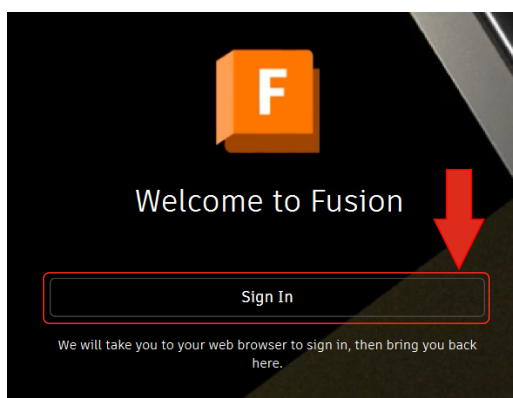 F
Welcome to Fusion
Sign In
We will take you to your web browser to sign in, then bring you back
here.